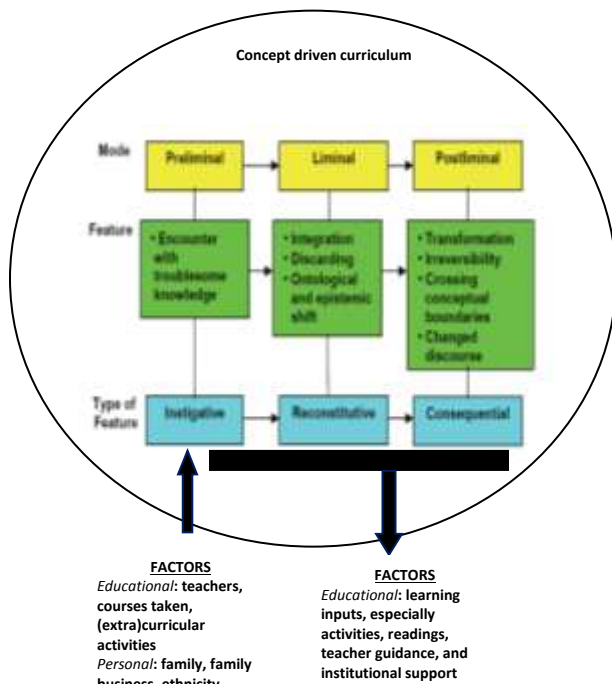 Concept driven curriculum
Mode
Preliminal
Liminal
Postliminal
Feature
• Encounter
with
troublesome
knowledge
• Integration
• Discarding
• Ontological
and epistemic
shift
• Transformation
• Irreversibility
• Crossing
conceptual
boundaries
• Changed
discourse
Type of
Feature
Instigative
Reconstitutive
Consequential
FACTORS
Educational: teachers,
courses taken,
(extra)curricular
activities
Personal: family, family
business, ethnicity
FACTORS
Educational: learning
inputs, especially
activities, readings,
teacher guidance, and
institutional support